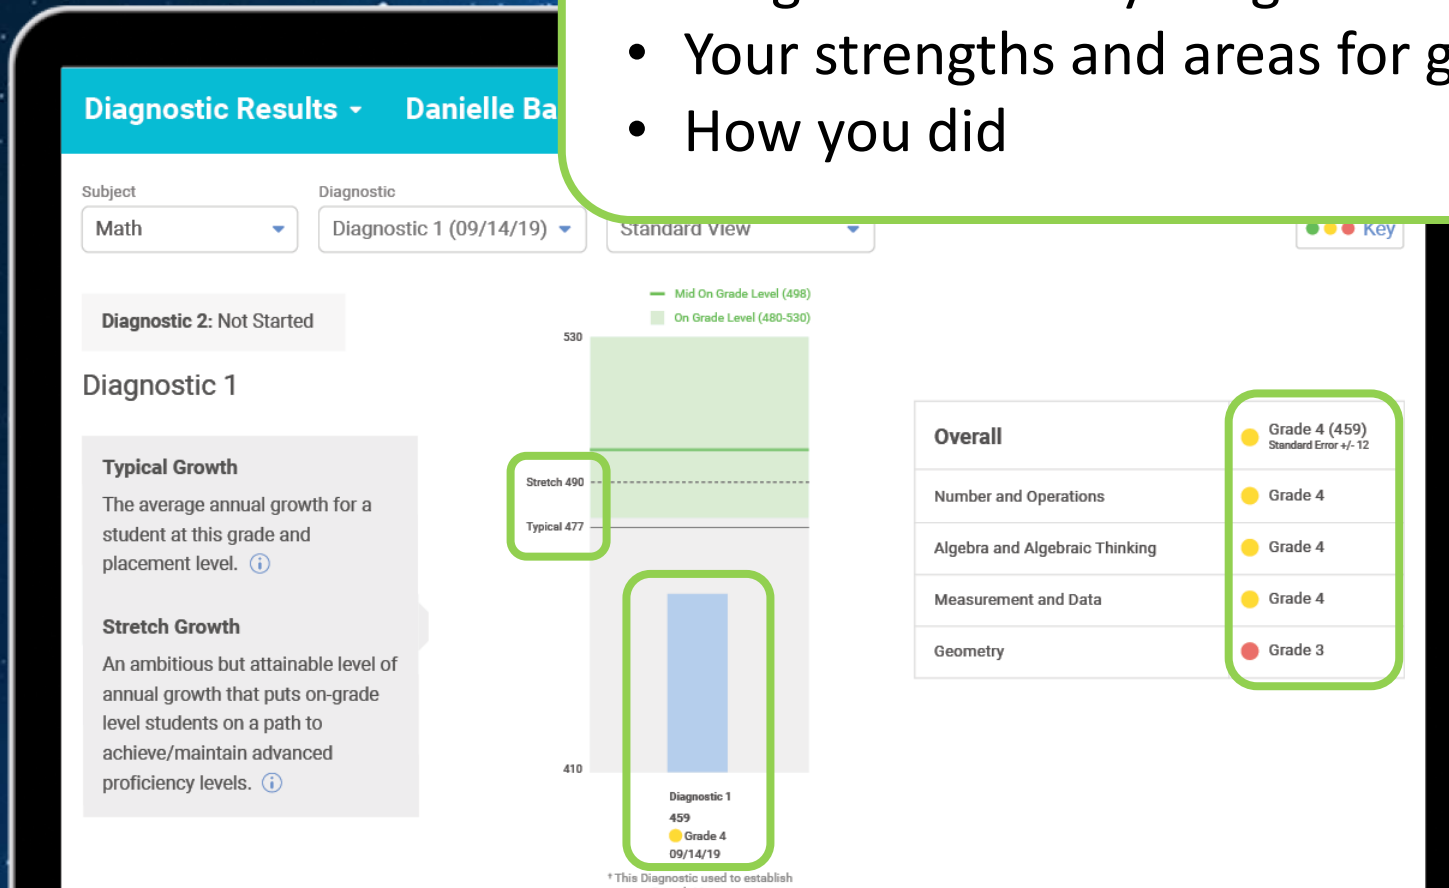 • Your strengths and areas for
• How you did
Diagnostic Results Danielle
Subject
Diagnostic
Math
Diagnostic 1 (09/14/19)
Standard View
Key
Diagnostic 2: Not Started
Diagnostic 1
Typical Growth
The average annual growth for a
student at this grade and
placement level.
Stretch Growth
An ambitious but attainable level of
annual growth that puts on-grade
level students on a path to
achieve/maintain advanced
proficiency levels.
Mid On Grade Level (498)
On Grade Level (480-530)
530
Stretch 490
Typical 477
410
Diagnostic 1
459
Grade 4
09/14/19
† This Diagnostic used to establish
Overall Grade 4 (459)
Standard Error +/- 12
Number and Operations Grade 4
Algebra and Algebraic Thinking Grade 4
Measurement and Data Grade 4
Geometry Grade 3